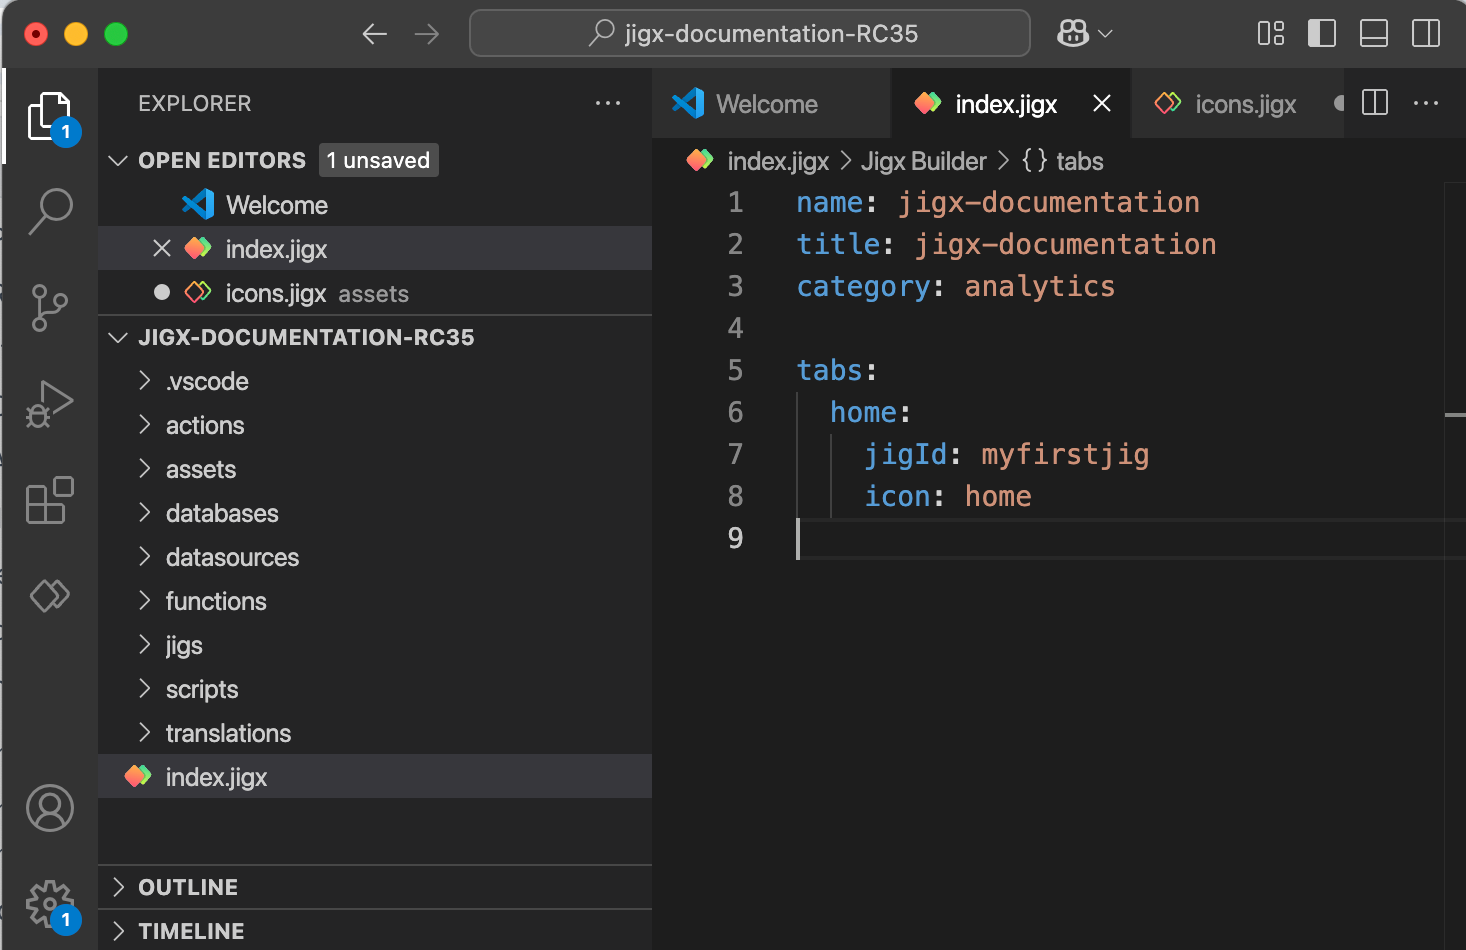 jigx-documentation-RC35
EXPLORER
OPEN EDITORS 1 unsaved
Welcome
index.jigx
icons.jigx assets
JIGX-DOCUMENTATION-RC35
.vscode
actions
assets
databases
datasources
functions
jigs
scripts
translations
index.jigx
OUTLINE
TIMELINE
1
1
Welcome
index.jigx
icons.jigx
index.jigx > Jigx Builder > {} tabs
1 name: jigx-documentation
2 title: jigx-documentation
3 category: analytics
4
5 tabs:
6 home:
7 jigId: myfirstjig
8 icon: home
9